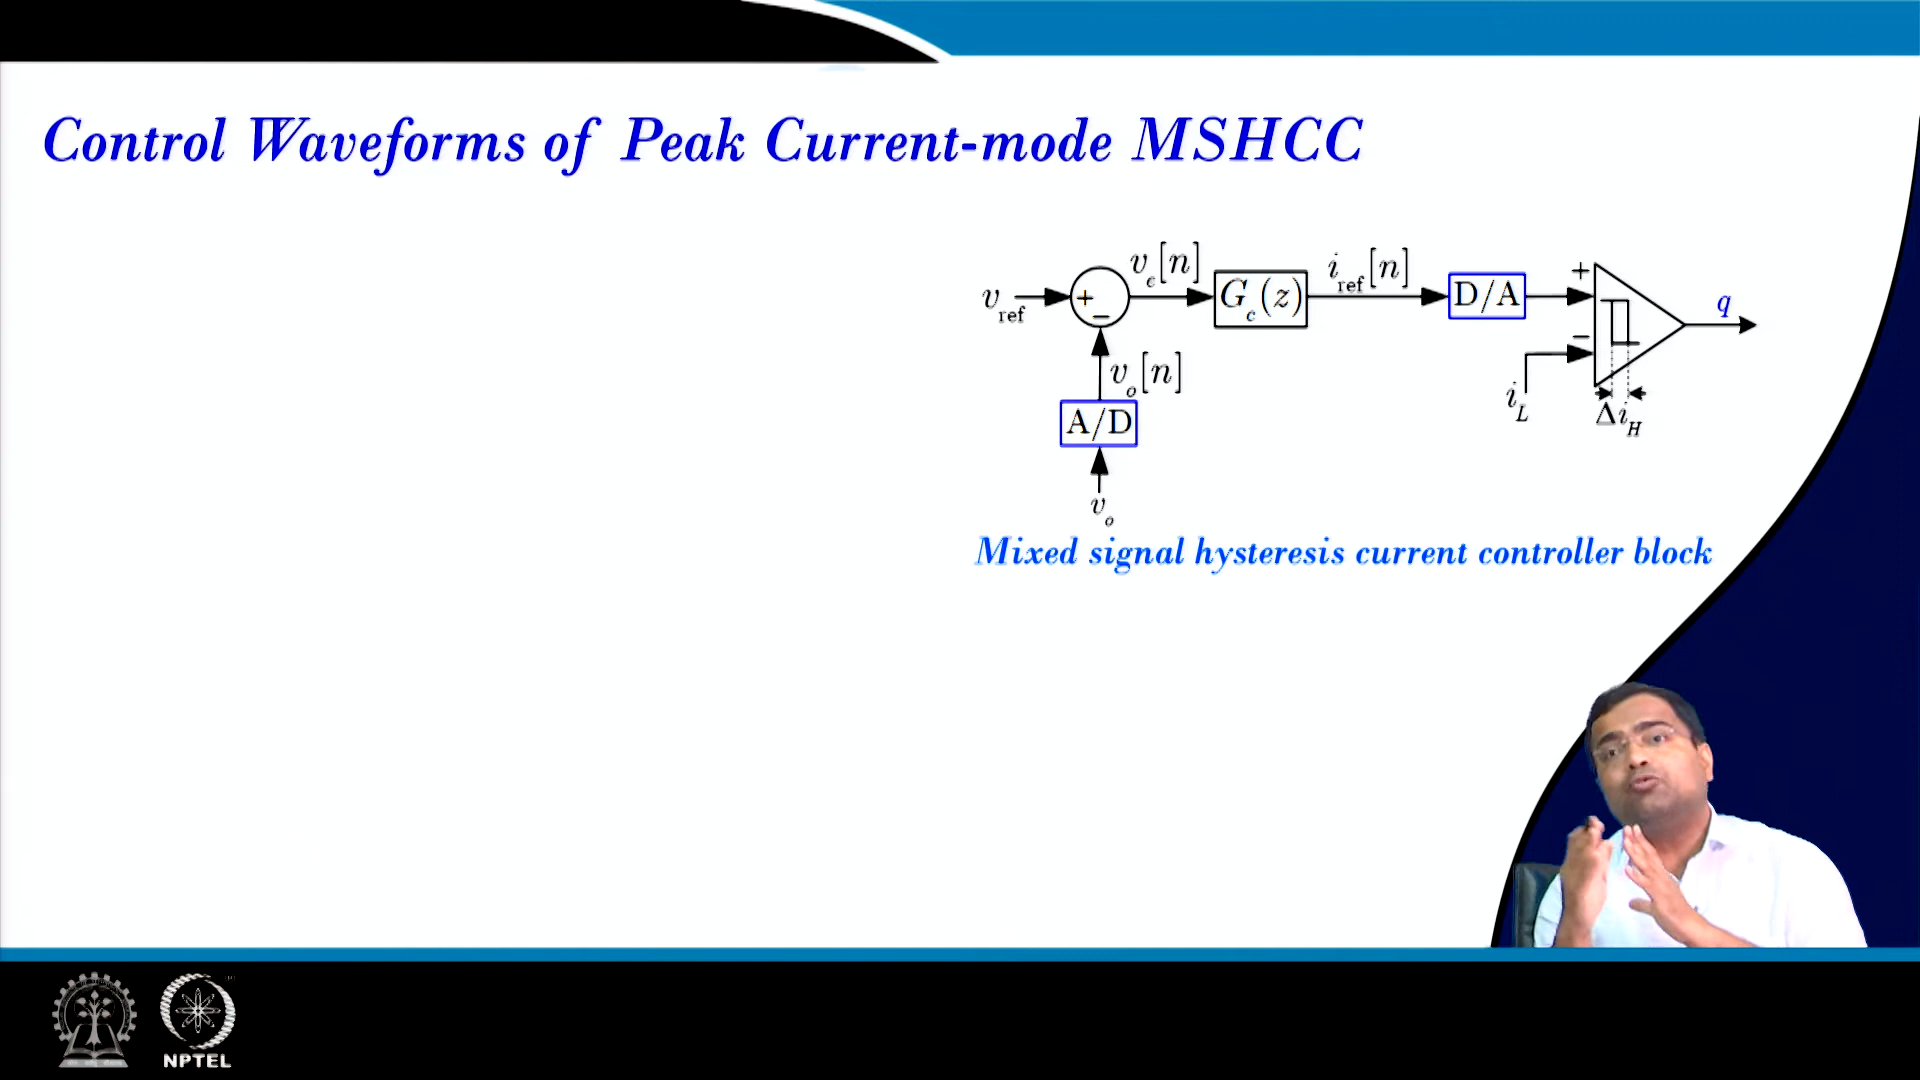 Control Waveforms of Peak Current-mode MSHCC
v_ref
+
−
v_e[n]
G_c(z)
i_ref[n]
D/A
+
−
q
v_o[n]
i_L
Δi_H
A/D
v_o
Mixed signal hysteresis current controller block
NPTEL